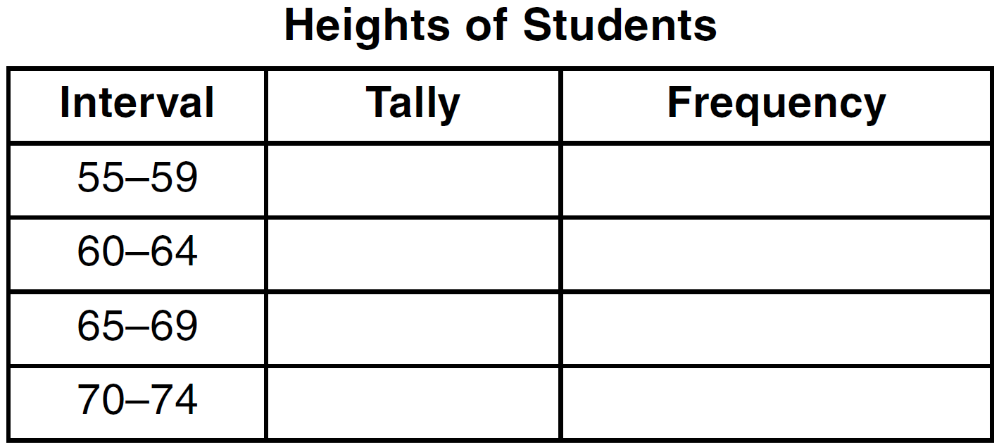 Heights of Students
Interval Tally Frequency
55–59
60–64
65–69
70–74